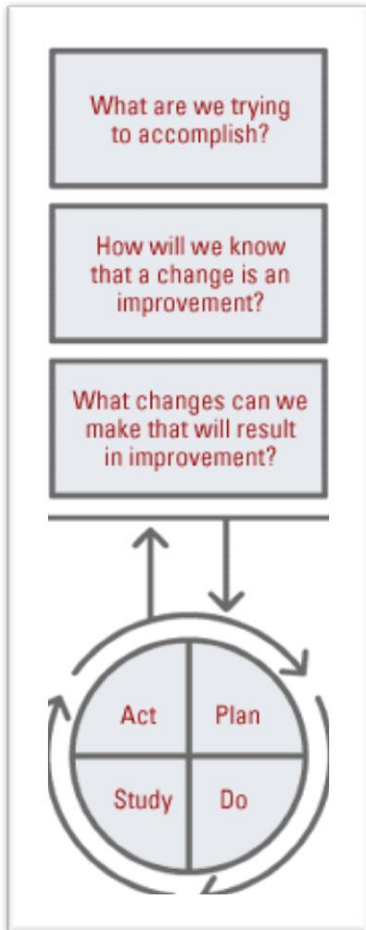 What are we trying
to accomplish?
How will we know
that a change is an
improvement?
What changes can we
make that will result
in improvement?
Act
Plan
Study
Do